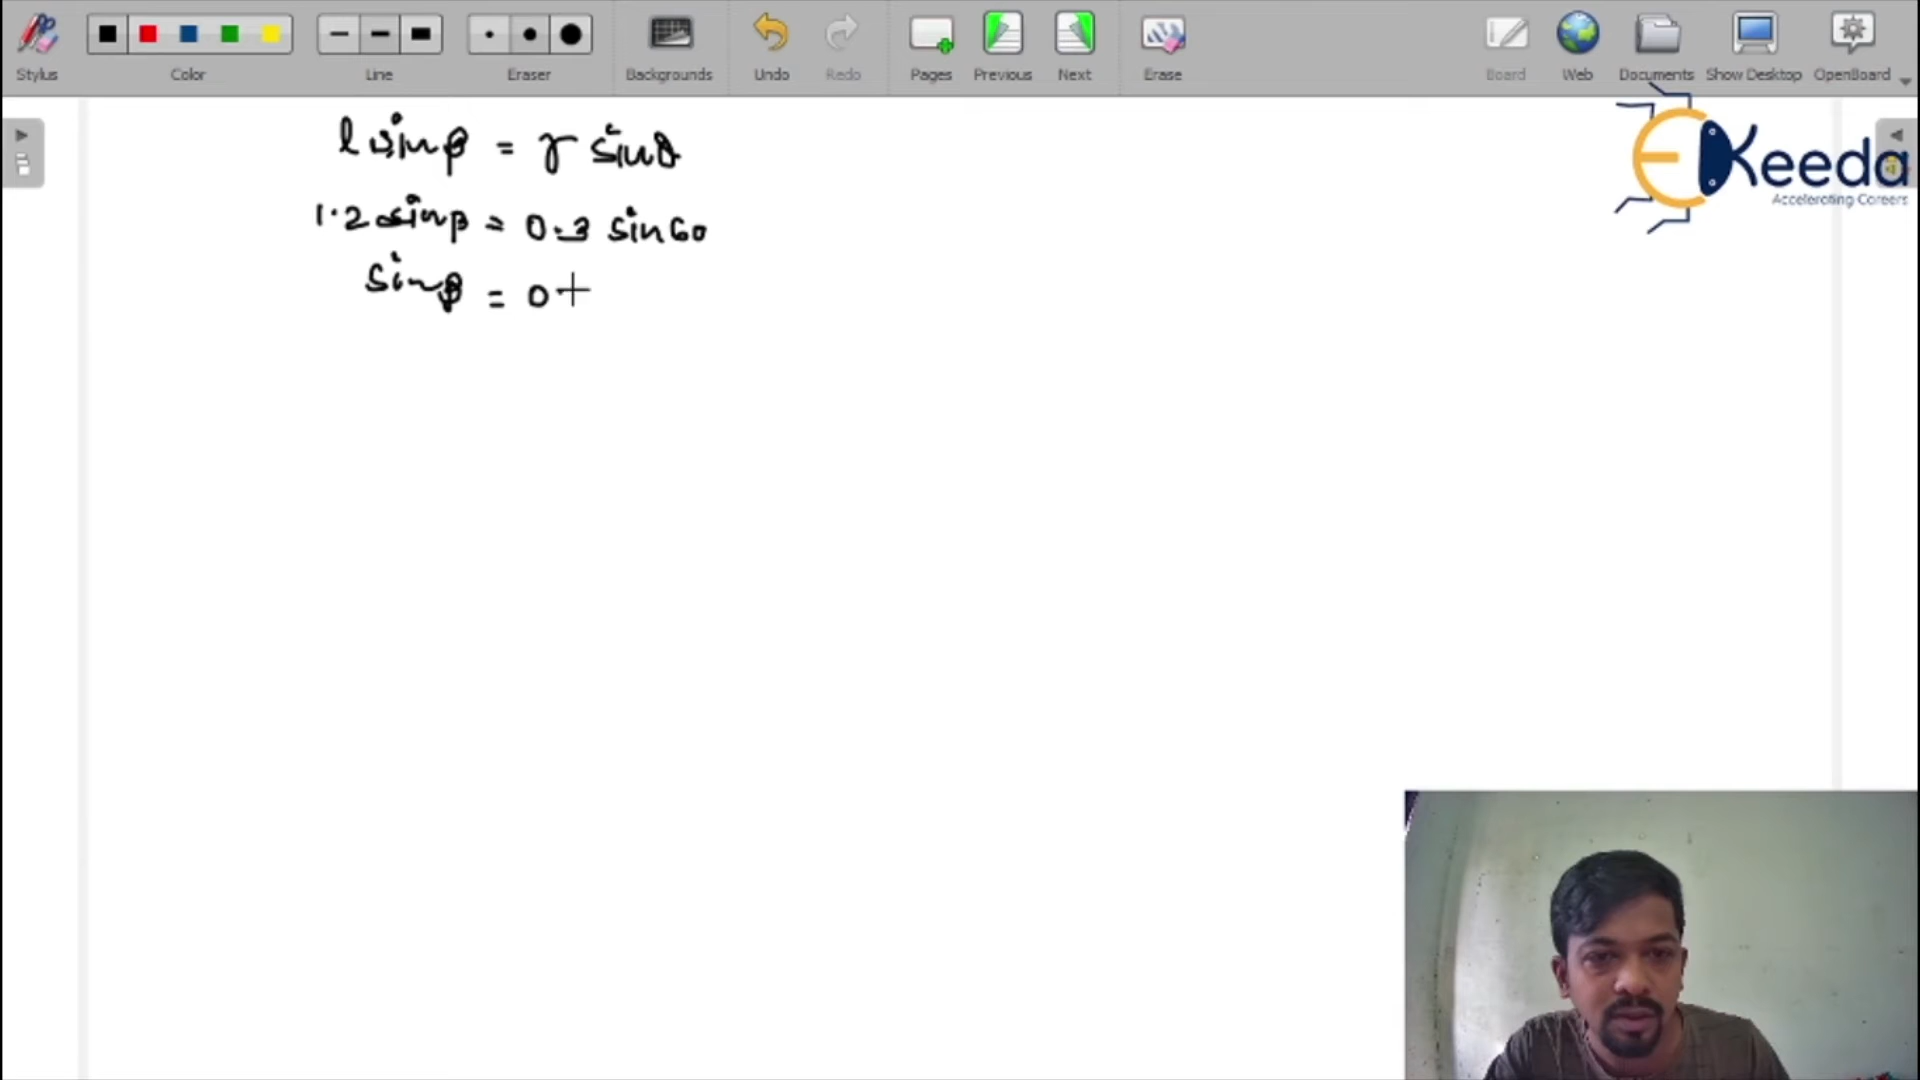 Stylus
Color
Line
Eraser
Backgrounds
Undo
Redo
Pages
Previous
Next
Erase
Board
Web
Documents
Show Desktop
OpenBoard
EKeeda
Accelerating Careers
l sinβ = r sinθ
1.2 sinβ = 0.3 sin60
sinβ = 0.